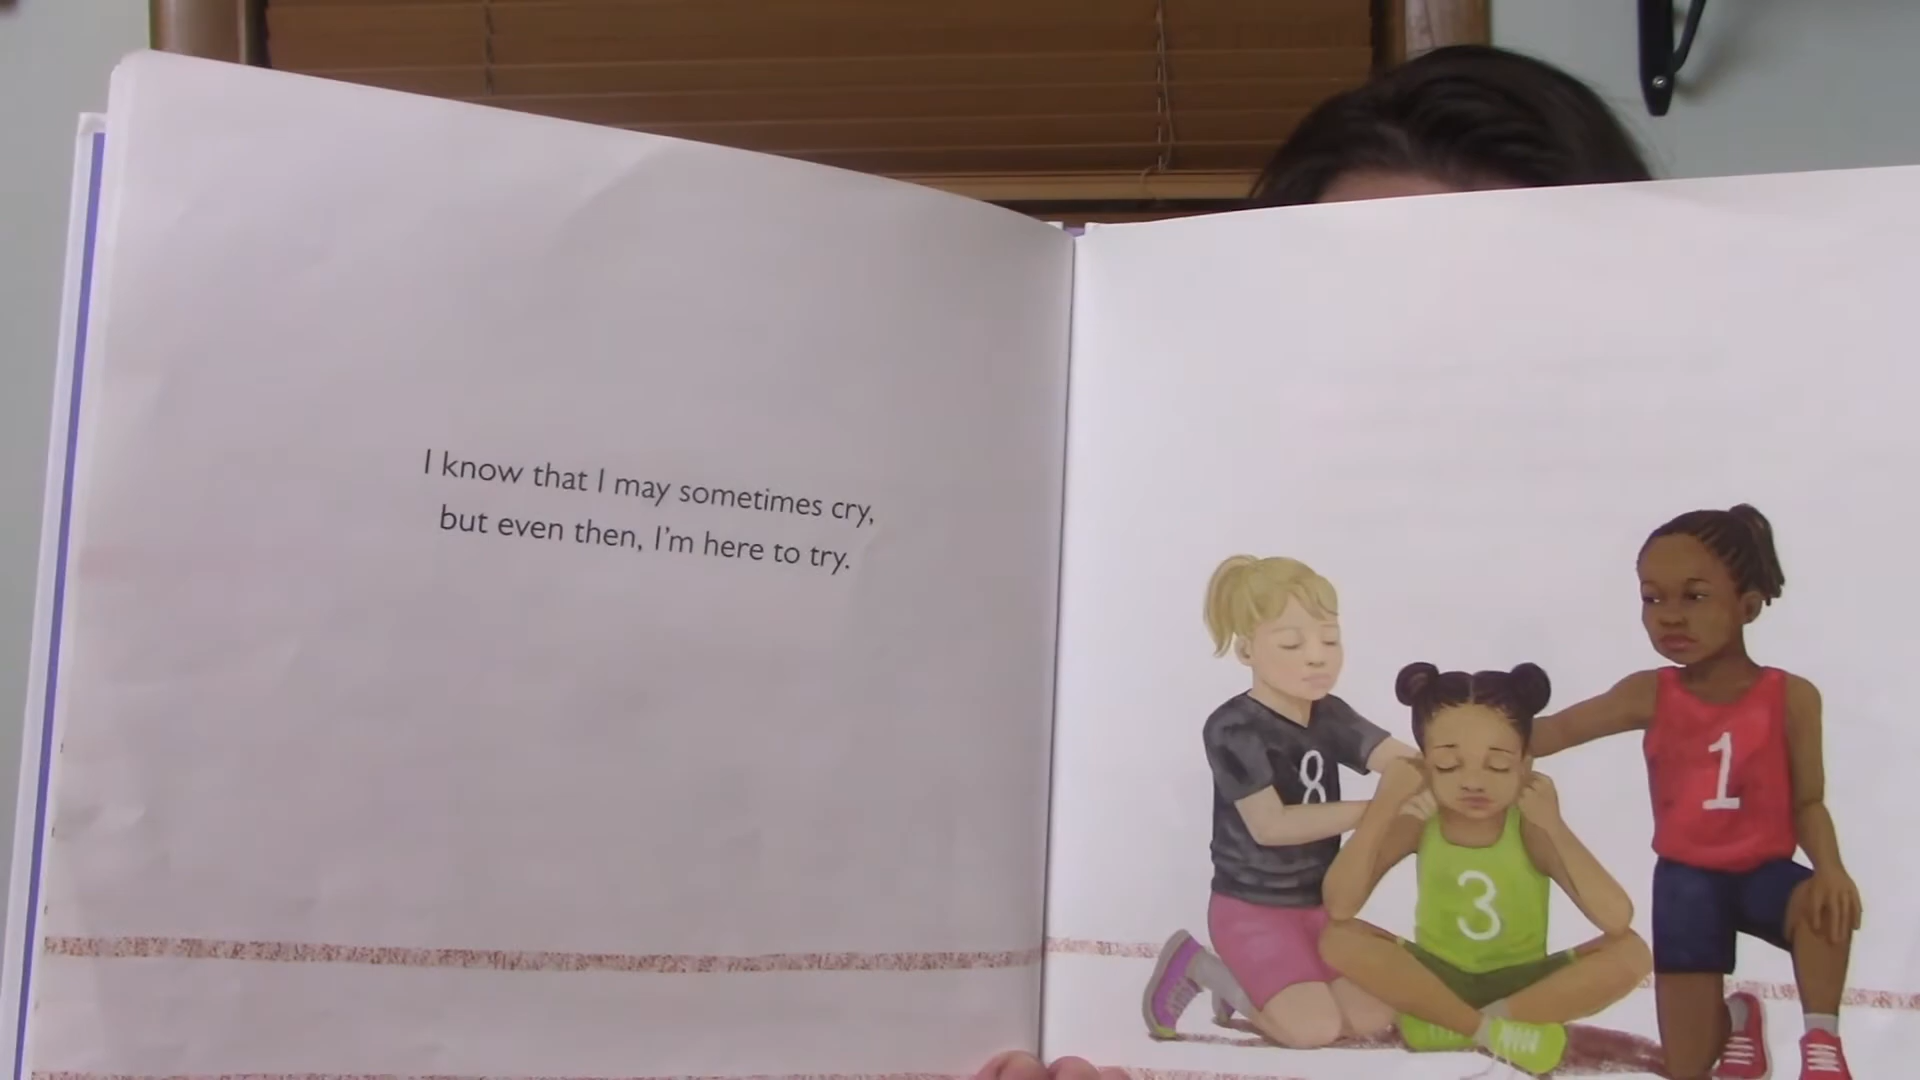 I know that I may sometimes cry,
but even then, I'm here to try.
8
3
1